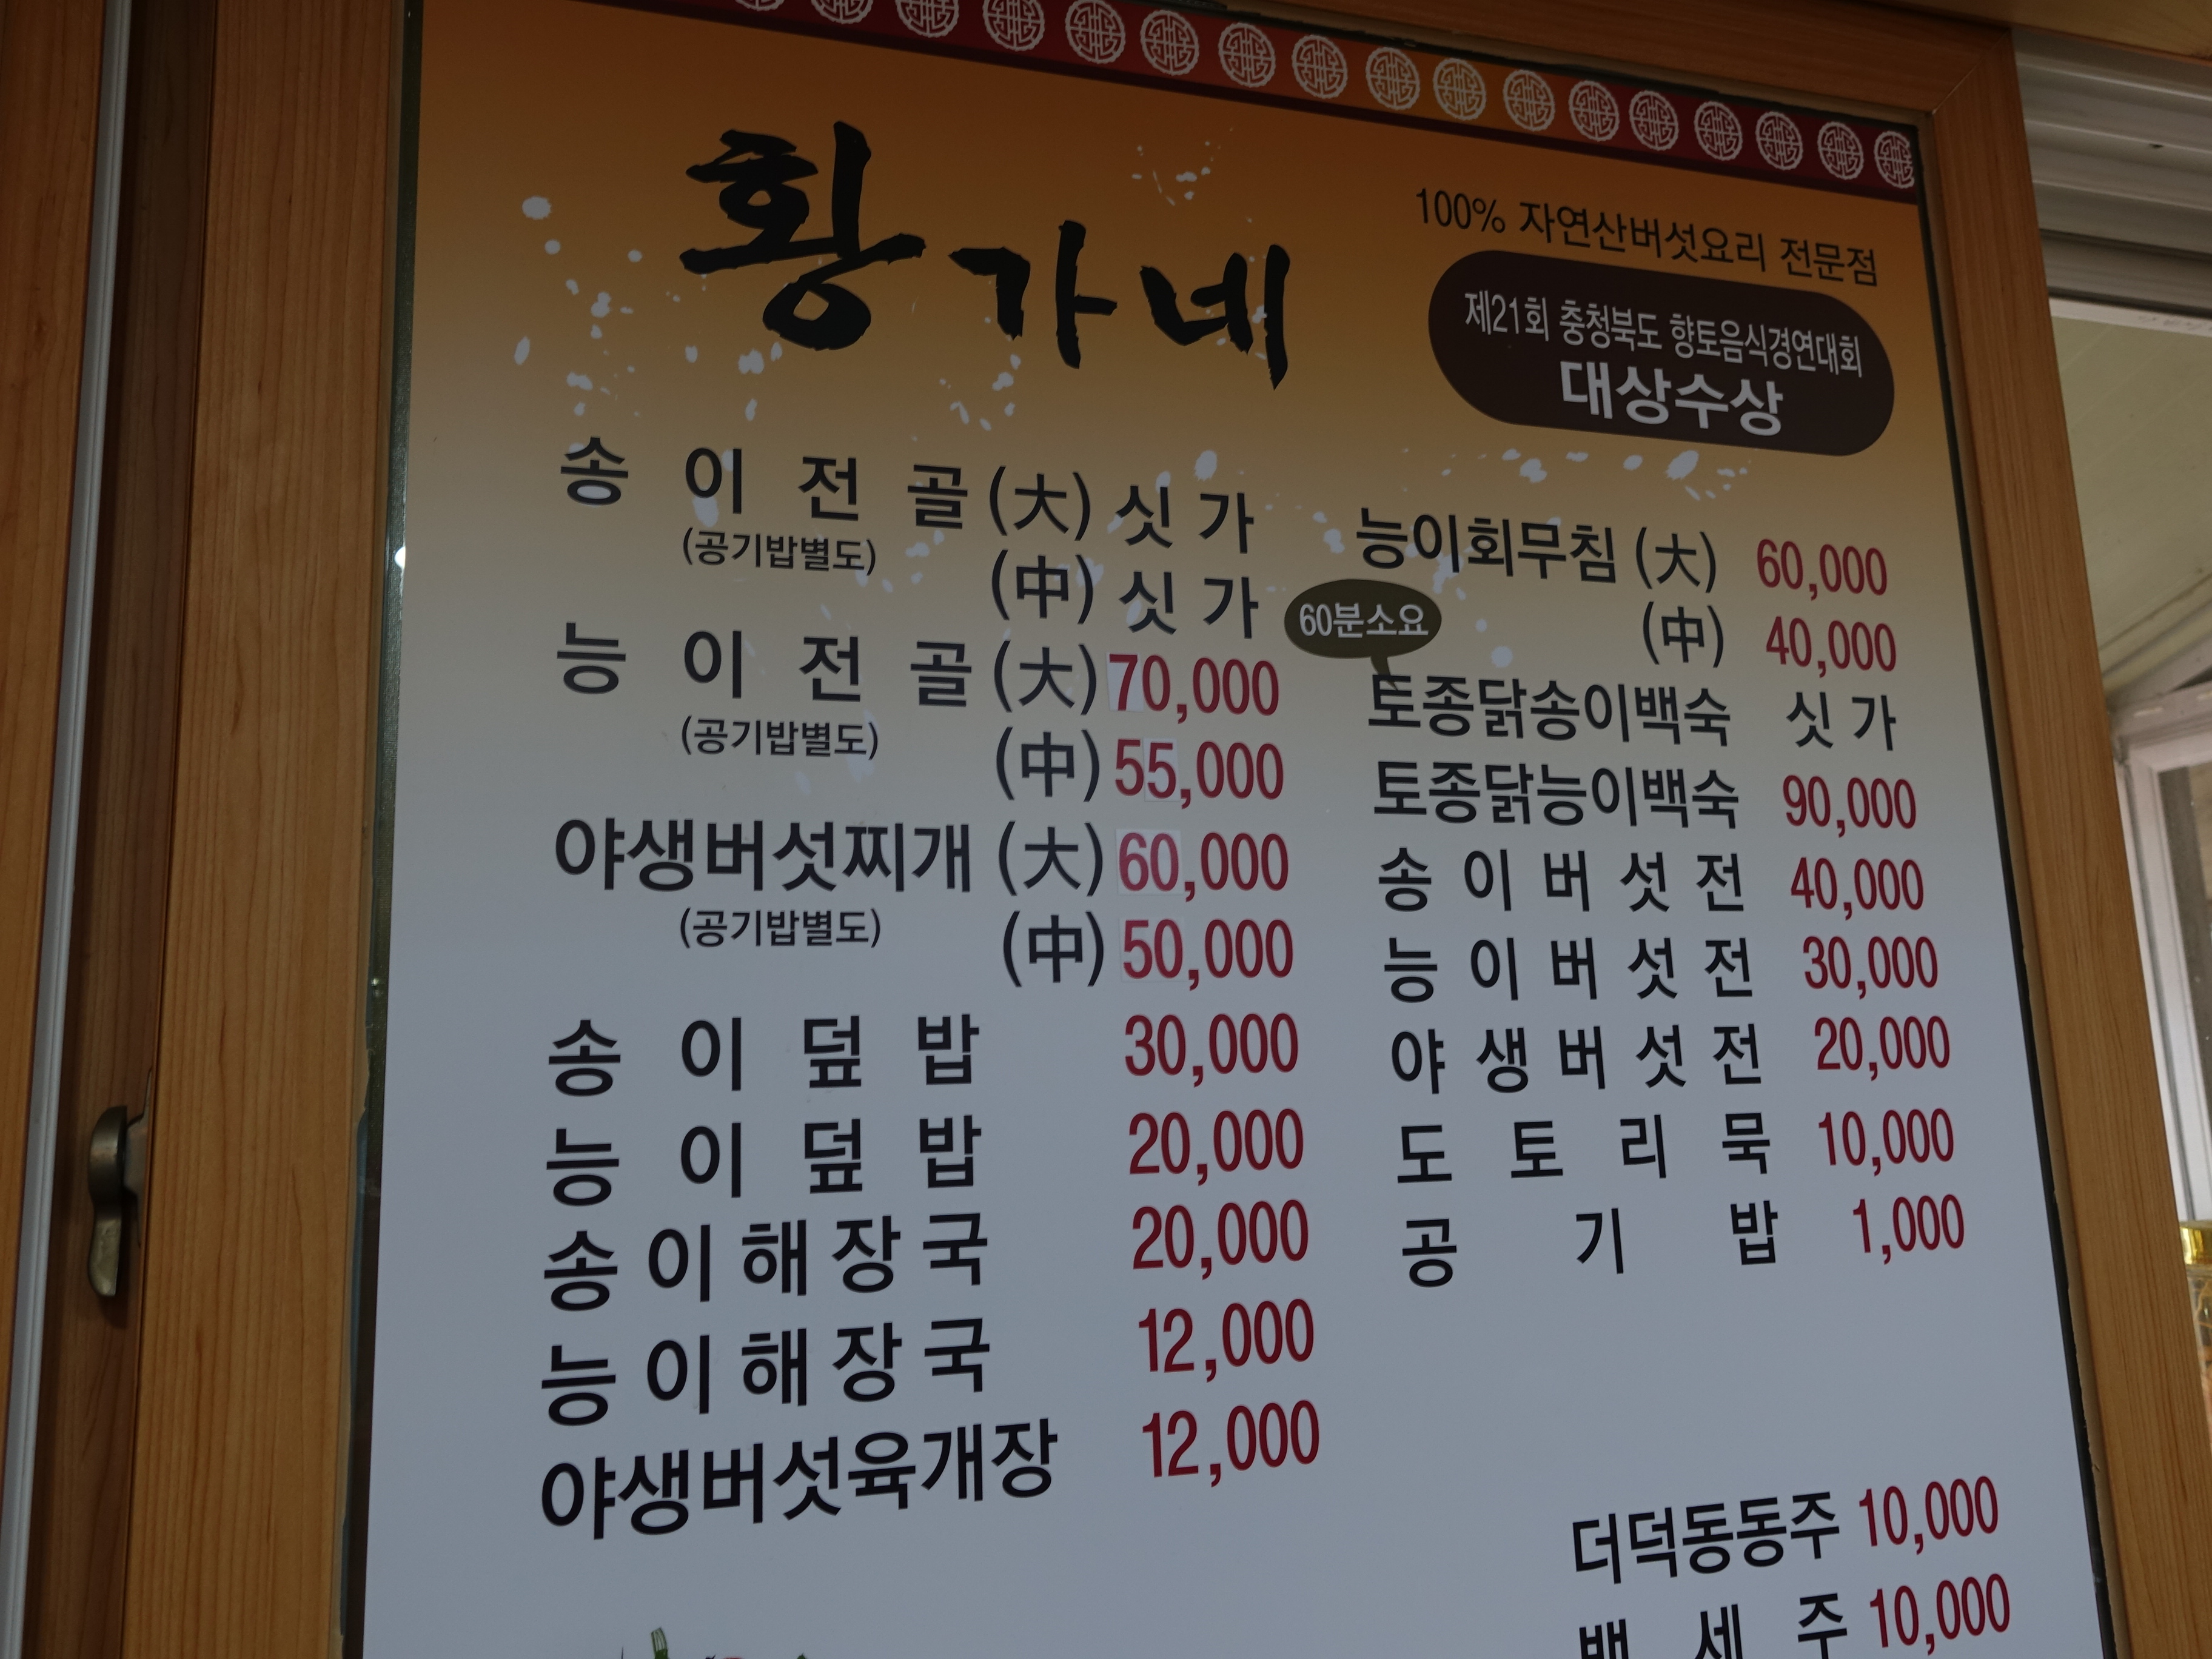 황가네
100% 자연산버섯요리 전문점
제21회 충청북도 향토음식경연대회
대상수상
송이전골 (大) 싯가
(공기밥별도)
(中) 싯가
능이전골 (大) 70,000
(공기밥별도)
(中) 55,000
야생버섯찌개 (大) 60,000
(공기밥별도)
(中) 50,000
송이덮밥 30,000
능이덮밥 20,000
송이해장국 20,000
능이해장국 12,000
야생버섯육개장 12,000
능이회무침 (大) 60,000
(中) 40,000
60분소요
토종닭송이백숙 싯가
토종닭능이백숙 90,000
송이버섯전 40,000
능이버섯전 30,000
야생버섯전 20,000
도토리묵 10,000
공기밥 1,000
더덕동동주 10,000
백세주 10,000